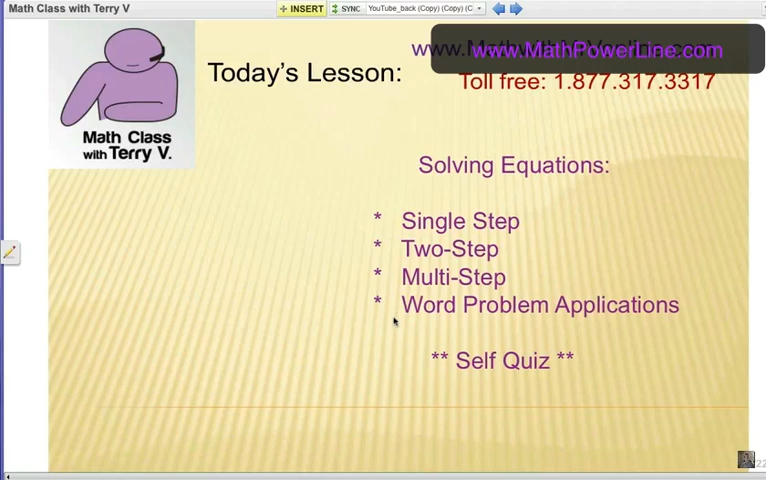 Math Class with Terry V
+ INSERT
SYNC
YouTube_back (Copy) (Copy) (C
www.MathPowerLine.com
Today's Lesson:
Toll free: 1.877.317.3317
Math Class
with Terry V.
Solving Equations:
* Single Step
* Two-Step
* Multi-Step
* Word Problem Applications
** Self Quiz **